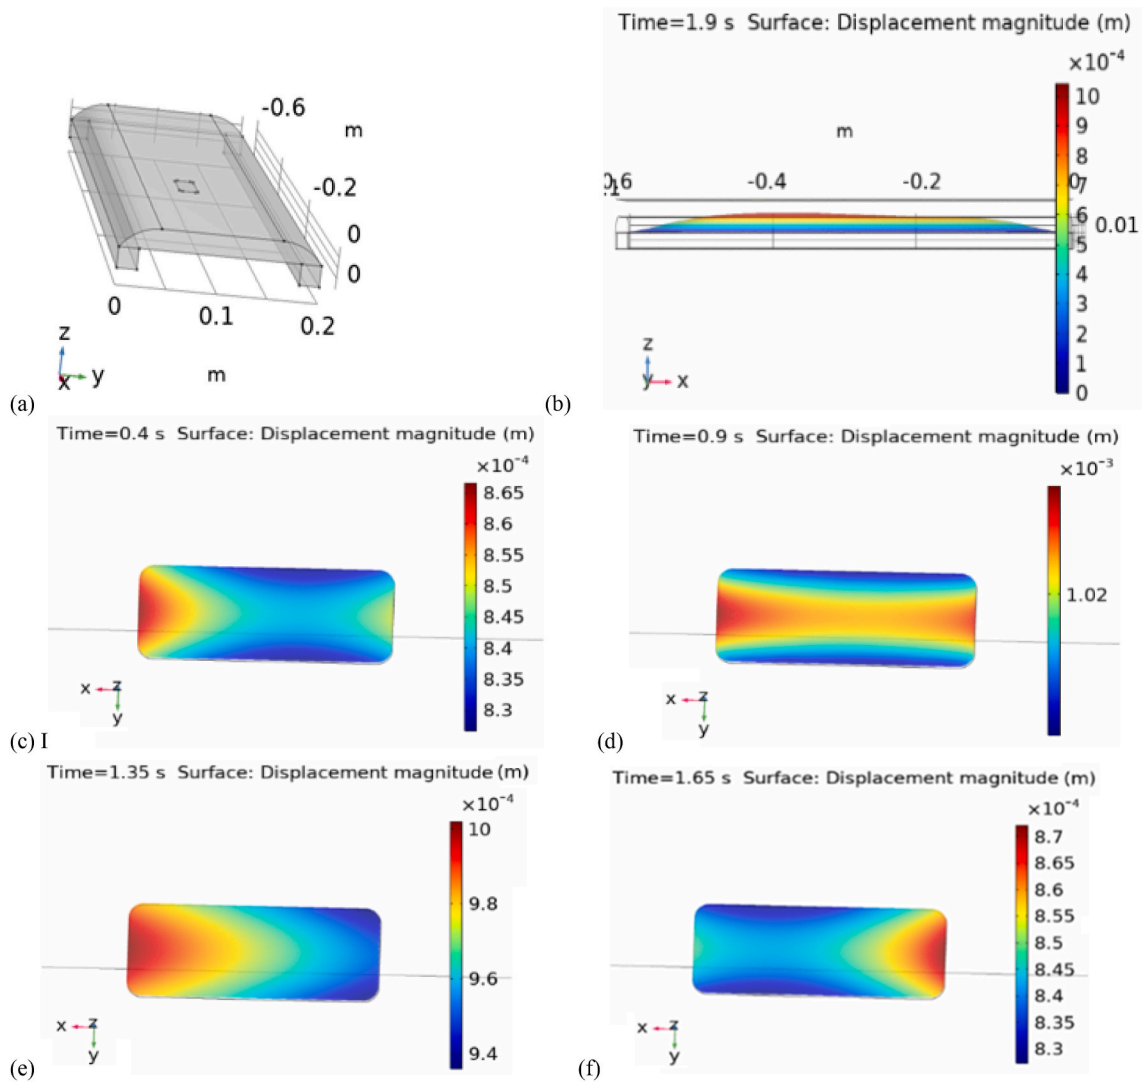 -0.6
m
-0.2
0
0
0
0.1
0.2
z
y
x
m
(a)
Time=1.9 s Surface: Displacement magnitude (m)
×10⁻⁴
m
-0.4
-0.2
0.01
10
9
8
7
6
5
4
3
2
1
0
z
y
x
(b)
Time=0.4 s Surface: Displacement magnitude (m)
×10⁻⁴
8.65
8.6
8.55
8.5
8.45
8.4
8.35
8.3
x
z
y
(c) I
Time=0.9 s Surface: Displacement magnitude (m)
×10⁻³
1.02
x
z
y
(d)
Time=1.35 s Surface: Displacement magnitude (m)
×10⁻⁴
10
9.8
9.6
9.4
x
z
y
(e)
Time=1.65 s Surface: Displacement magnitude (m)
×10⁻⁴
8.7
8.65
8.6
8.55
8.5
8.45
8.4
8.35
8.3
x
z
y
(f)